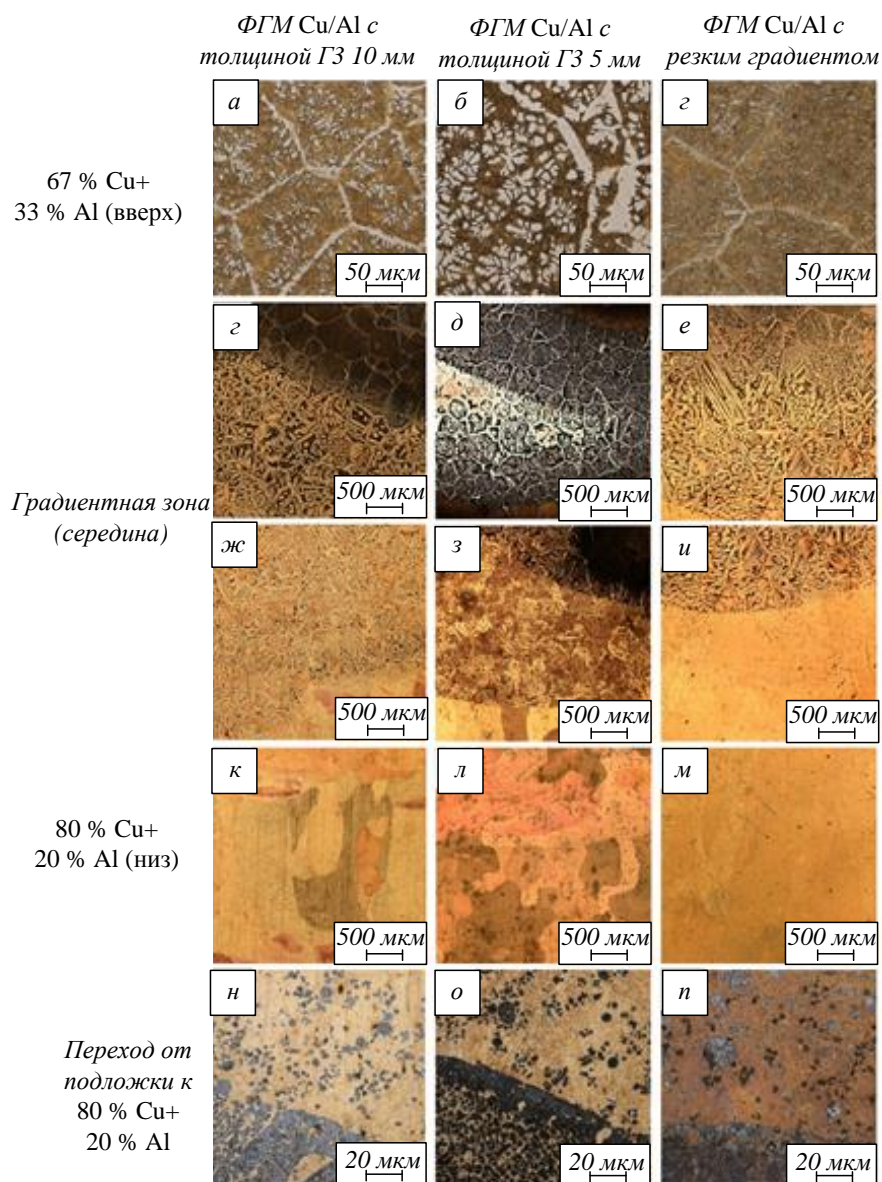 ФГМ Cu/Al с
толщиной ГЗ 10 мм
ФГМ Cu/Al с
толщиной ГЗ 5 мм
ФГМ Cu/Al с
резким градиентом
67 % Cu+
33 % Al (вверх)
а
50 мкм
б
50 мкм
г
50 мкм
Градиентная зона
(середина)
г
500 мкм
д
500 мкм
е
500 мкм
ж
500 мкм
з
500 мкм
и
500 мкм
80 % Cu+
20 % Al (низ)
к
500 мкм
л
500 мкм
м
500 мкм
Переход от
подложки к
80 % Cu+
20 % Al
н
20 мкм
о
20 мкм
п
20 мкм